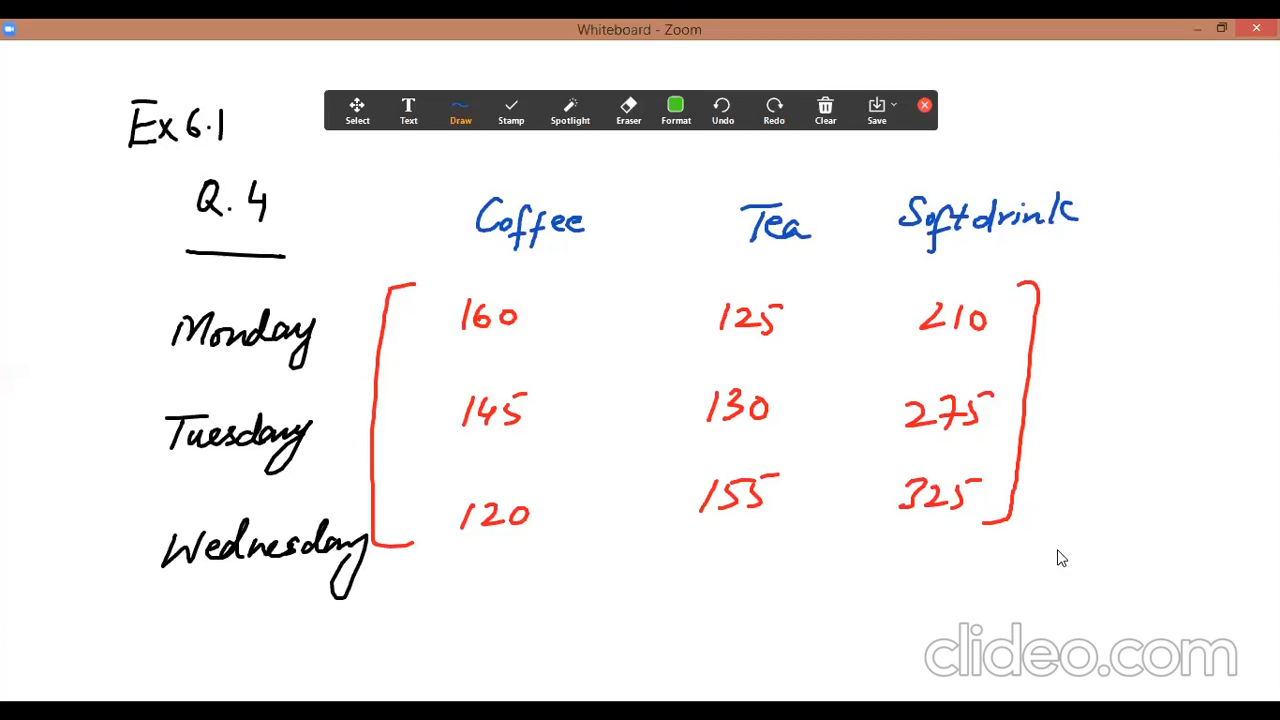 Whiteboard - Zoom
Select Text Draw Stamp Spotlight Eraser Format Undo Redo Clear Save
Ex 6.1
Q. 4
Coffee Tea Softdrink
Monday 160 125 210
Tuesday 145 130 275
Wednesday 120 155 325
clideo.com